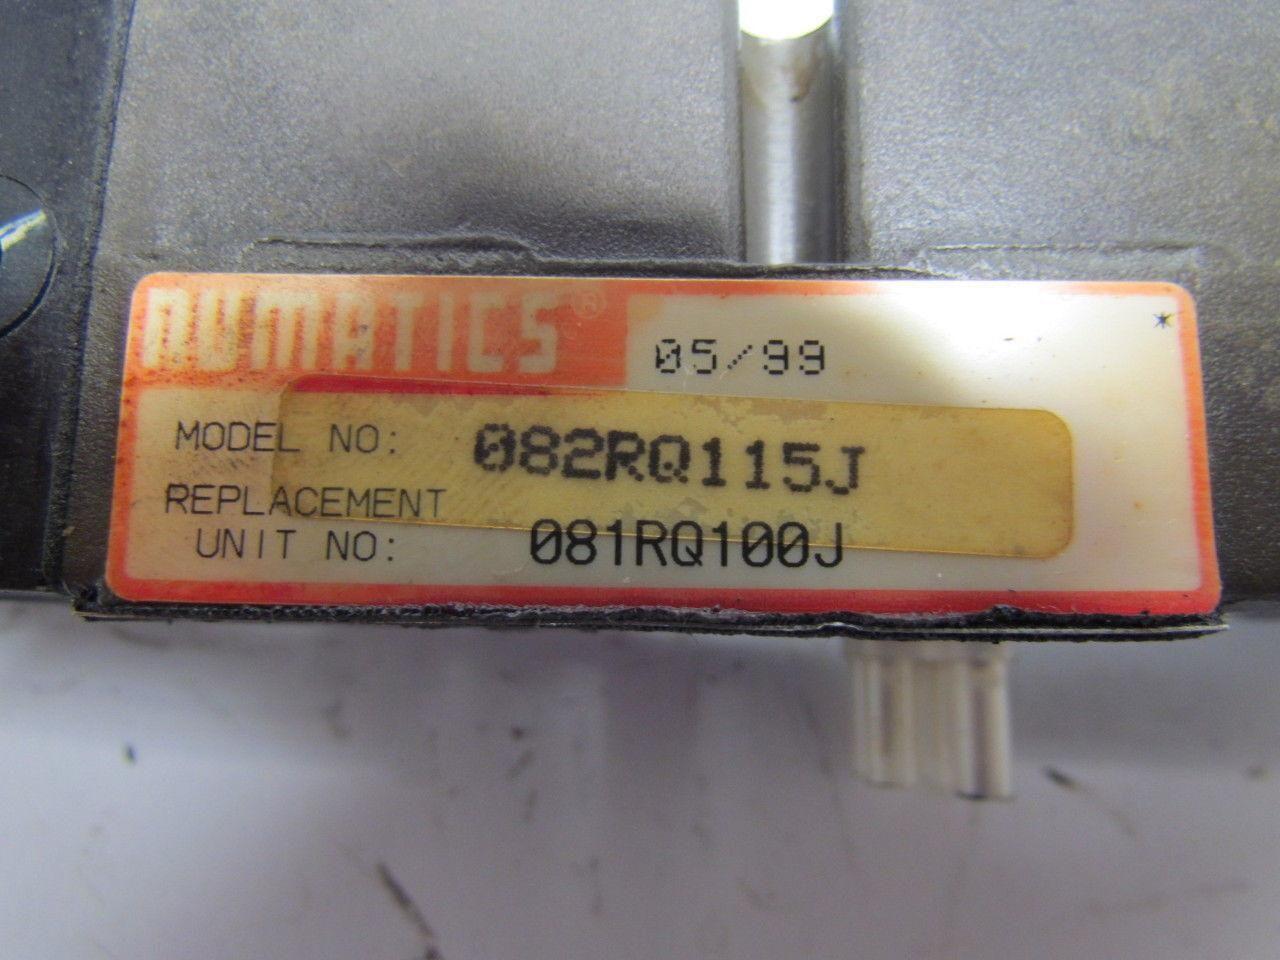 NUMATICS®
05/99
*
MODEL NO: 082RQ115J
REPLACEMENT
UNIT NO: 081RQ100J